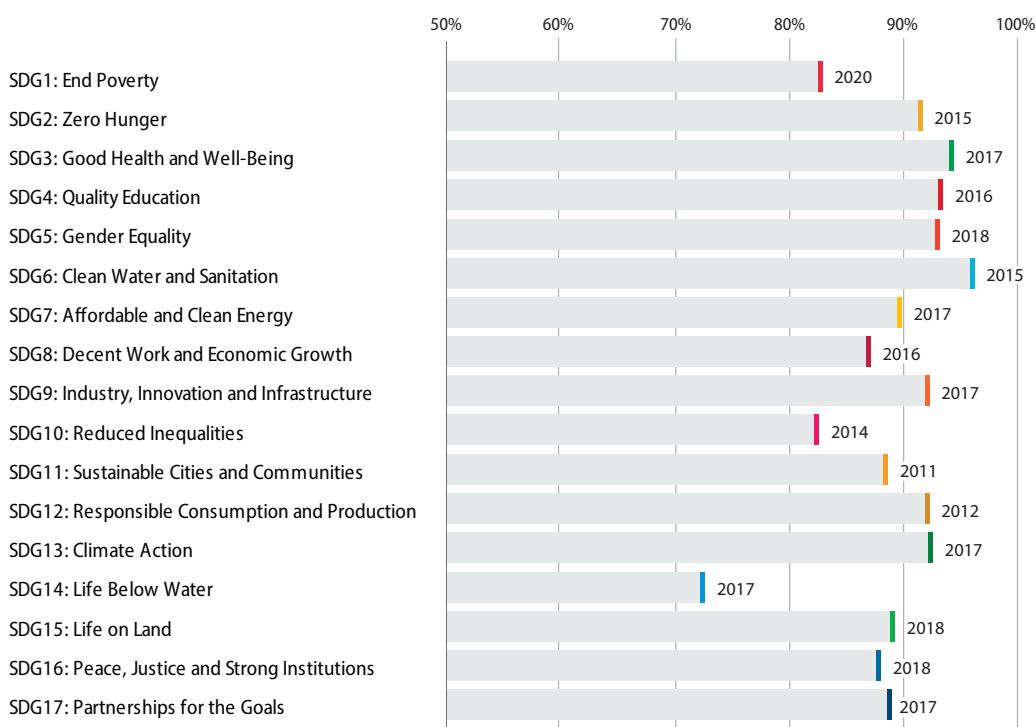 50% 60% 70% 80% 90% 100%
SDG1: End Poverty 2020
SDG2: Zero Hunger 2015
SDG3: Good Health and Well-Being 2017
SDG4: Quality Education 2016
SDG5: Gender Equality 2018
SDG6: Clean Water and Sanitation 2015
SDG7: Affordable and Clean Energy 2017
SDG8: Decent Work and Economic Growth 2016
SDG9: Industry, Innovation and Infrastructure 2017
SDG10: Reduced Inequalities 2014
SDG11: Sustainable Cities and Communities 2011
SDG12: Responsible Consumption and Production 2012
SDG13: Climate Action 2017
SDG14: Life Below Water 2017
SDG15: Life on Land 2018
SDG16: Peace, Justice and Strong Institutions 2018
SDG17: Partnerships for the Goals 2017